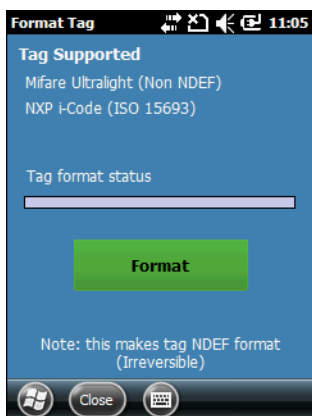 Format Tag 11:05
Tag Supported
Mifare Ultralight (Non NDEF)
NXP i-Code (ISO 15693)
Tag format status
Format
Note: this makes tag NDEF format
(Irreversible)
Close